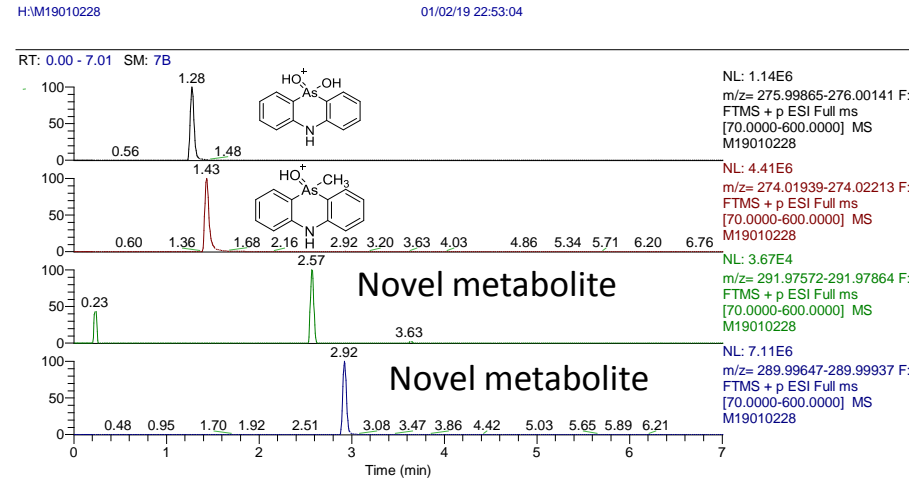 H:\M19010228 01/02/19 22:53:04
RT: 0.00 - 7.01 SM: 7B
1.28
100
50
0
0.56 1.48
HO + OH
As
N
H
NL: 1.14E6
m/z= 275.99865-276.00141 F:
FTMS + p ESI Full ms
[70.0000-600.0000] MS
M19010228
1.43
100
50
0
0.60 1.36 1.68 2.16 2.92 3.20 3.63 4.03 4.86 5.34 5.71 6.20 6.76
HO + CH3
As
N
H
NL: 4.41E6
m/z= 274.01939-274.02213 F:
FTMS + p ESI Full ms
[70.0000-600.0000] MS
M19010228
2.57
100
50
0
0.23 3.63
Novel metabolite
NL: 3.67E4
m/z= 291.97572-291.97864 F:
FTMS + p ESI Full ms
[70.0000-600.0000] MS
M19010228
2.92
100
50
0
0.48 0.95 1.70 1.92 2.51 3.08 3.47 3.86 4.42 5.03 5.65 5.89 6.21
Novel metabolite
NL: 7.11E6
m/z= 289.99647-289.99937 F:
FTMS + p ESI Full ms
[70.0000-600.0000] MS
M19010228
0 1 2 3 4 5 6 7
Time (min)